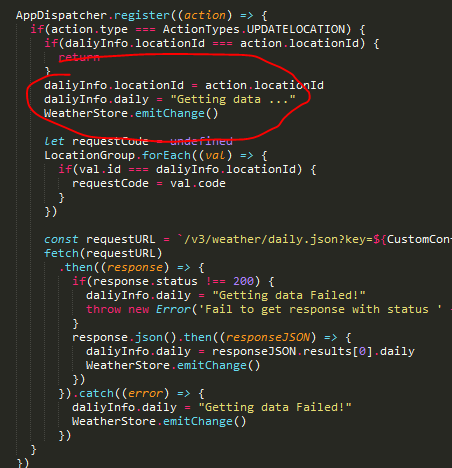 AppDispatcher.register((action) => {
if(action.type === ActionTypes.UPDATELOCATION) {
if(daliyInfo.locationId === action.locationId) {
return
}
daliyInfo.locationId = action.locationId
daliyInfo.daily = "Getting data ..."
WeatherStore.emitChange()
let requestCode = undefined
LocationGroup.forEach((val) => {
if(val.id === daliyInfo.locationId) {
requestCode = val.code
}
})
const requestURL = `/v3/weather/daily.json?key=${CustomCon
fetch(requestURL)
.then((response) => {
if(response.status !== 200) {
daliyInfo.daily = "Getting data Failed!"
throw new Error('Fail to get response with status '
}
response.json().then((responseJSON) => {
daliyInfo.daily = responseJSON.results[0].daily
WeatherStore.emitChange()
})
}).catch((error) => {
daliyInfo.daily = "Getting data Failed!"
WeatherStore.emitChange()
})
}
})